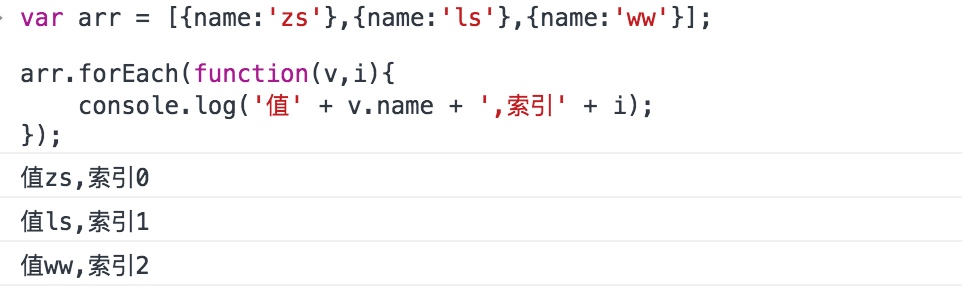 var arr = [{name:'zs'},{name:'ls'},{name:'ww'}];
arr.forEach(function(v,i){
    console.log('值' + v.name + ',索引' + i);
});
值zs,索引0
值ls,索引1
值ww,索引2